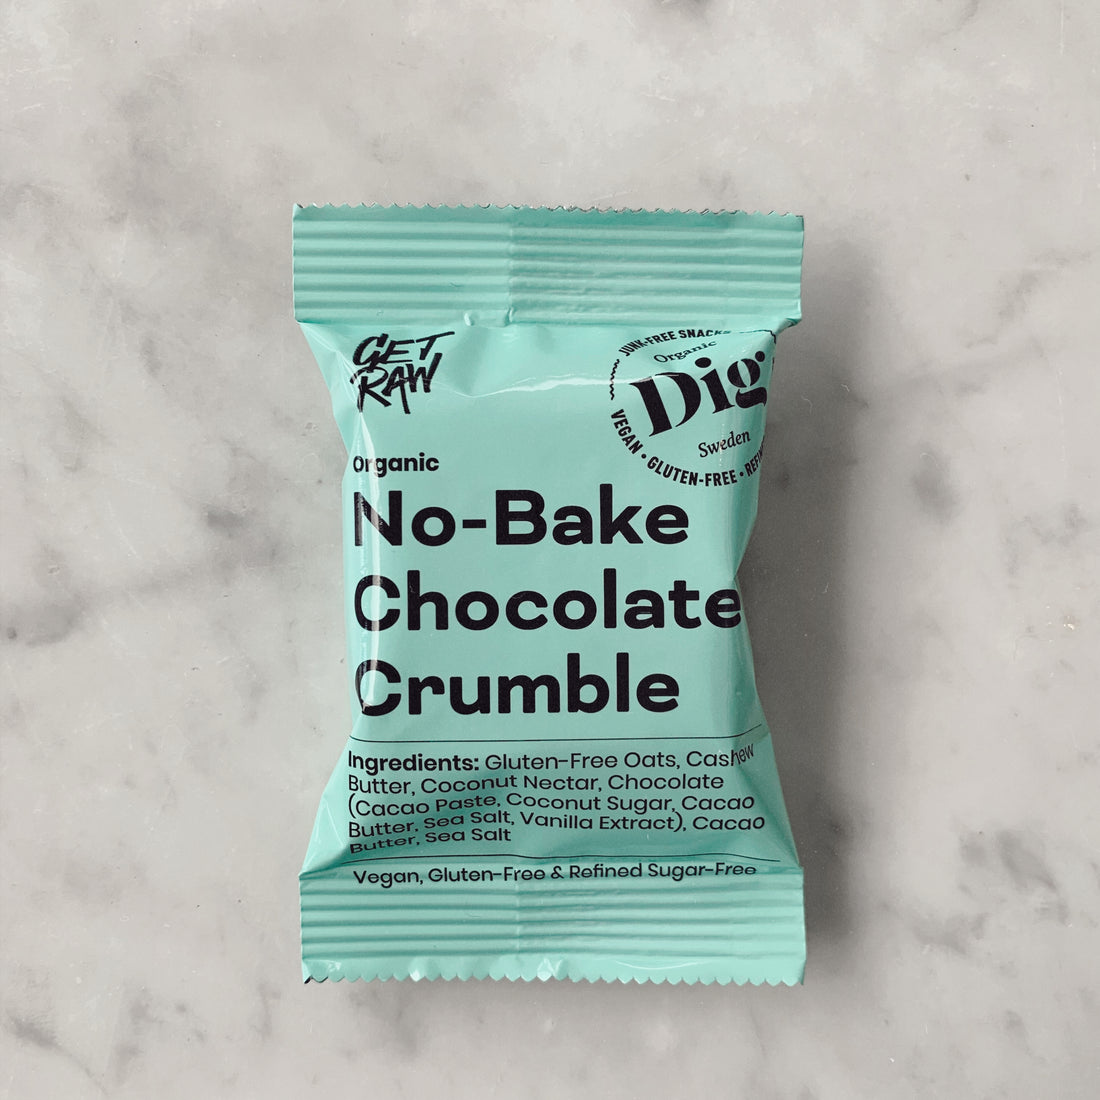 GET
RAW
JUNK-FREE SNACKS
Organic
Dig
Sweden
VEGAN • GLUTEN-FREE •
Organic
No-Bake
Chocolate
Crumble
Ingredients: Gluten-Free Oats, Cashew
Butter, Coconut Nectar, Chocolate
(Cacao Paste, Coconut Sugar, Cacao
Butter, Sea Salt, Vanilla Extract), Cacao
Butter, Sea Salt
Vegan, Gluten-Free & Refined Sugar-Free